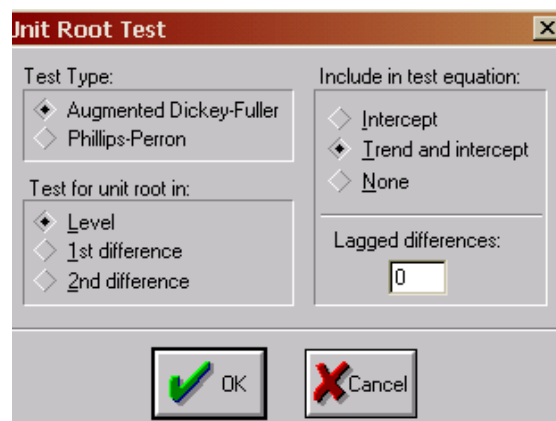 Unit Root Test
Test Type:
Augmented Dickey-Fuller
Phillips-Perron
Test for unit root in:
Level
1st difference
2nd difference
Include in test equation:
Intercept
Trend and intercept
None
Lagged differences:
0
OK
Cancel